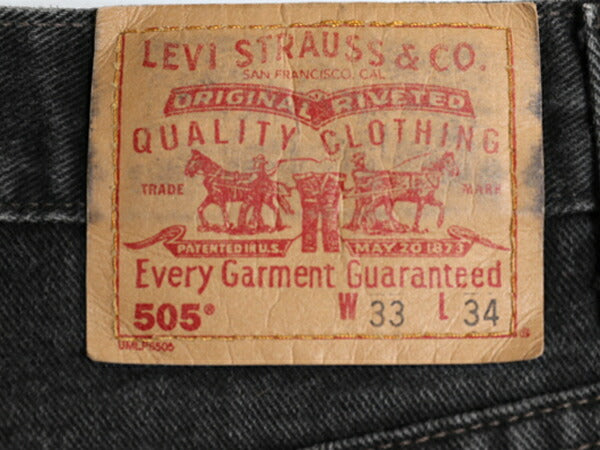 LEVI STRAUSS & CO.
SAN FRANCISCO, CAL
ORIGINAL RIVETED
QUALITY CLOTHING
TRADE MARK
PATENTED IN U.S. MAY 20 1873
Every Garment Guaranteed
505® W 33 L 34